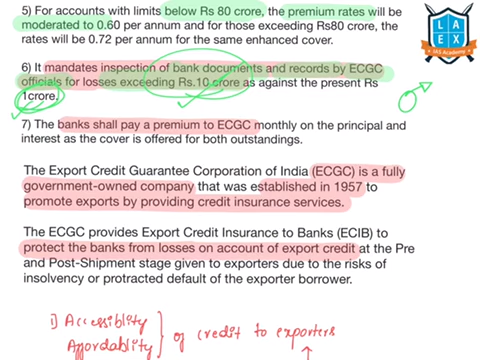 5) For accounts with limits below Rs 80 crore, the premium rates will be
moderated to 0.60 per annum and for those exceeding Rs80 crore, the
rates will be 0.72 per annum for the same enhanced cover.
LAEX
IAS Academy
6) It mandates inspection of bank documents and records by ECGC
officials for losses exceeding Rs.10 crore as against the present Rs
1crore.
7) The banks shall pay a premium to ECGC monthly on the principal and
interest as the cover is offered for both outstandings.
The Export Credit Guarantee Corporation of India (ECGC) is a fully
government-owned company that was established in 1957 to
promote exports by providing credit insurance services.
The ECGC provides Export Credit Insurance to Banks (ECIB) to
protect the banks from losses on account of export credit at the Pre
and Post-Shipment stage given to exporters due to the risks of
insolvency or protracted default of the exporter borrower.
1) Accessiblity
Affordablity } of credit to exporters